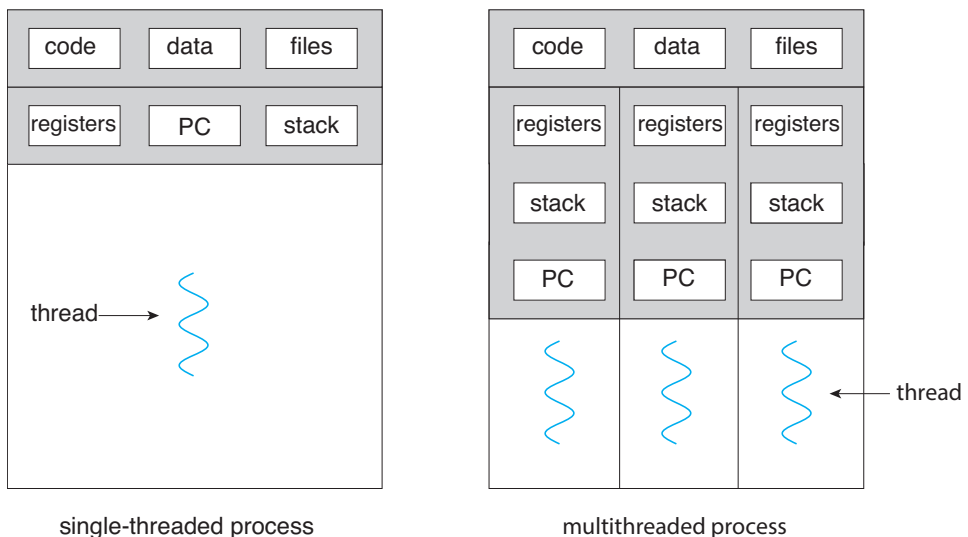 code data files
registers PC stack
thread
single-threaded process
code data files
registers registers registers
stack stack stack
PC PC PC
thread
multithreaded process